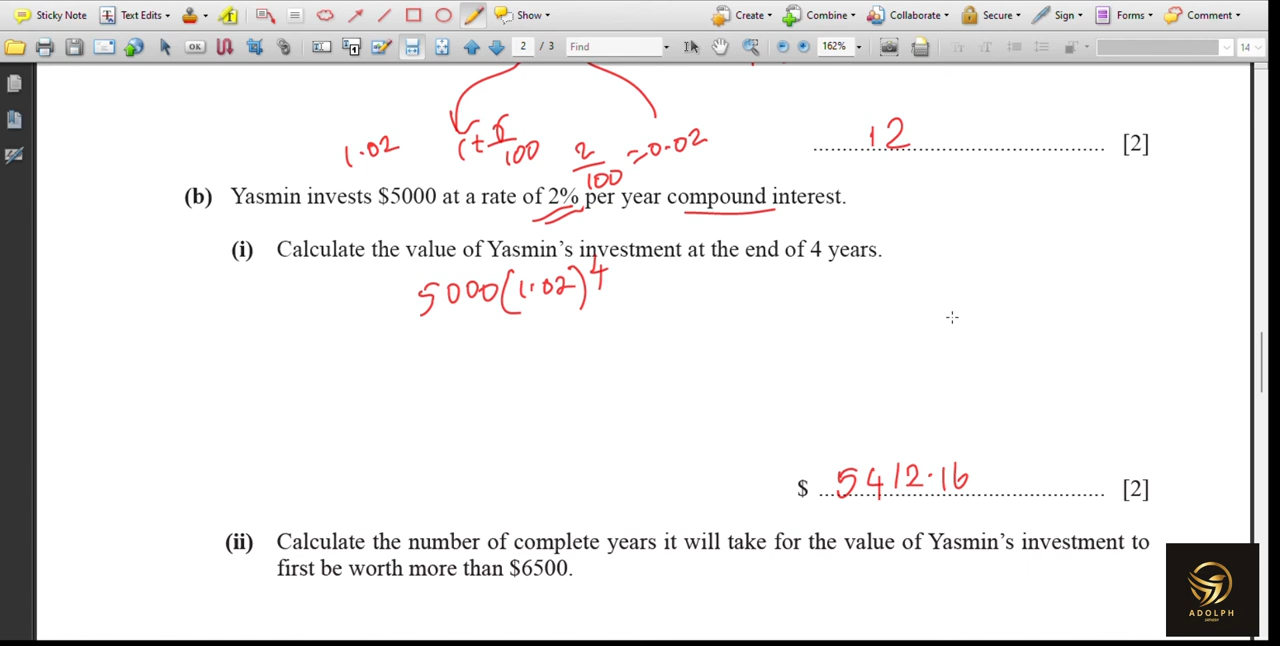 Sticky Note Text Edits Show Create Combine Collaborate Secure Sign Forms Comment
OK 2 / 3 Find 162% 14
1.02 1+r/100 2/100 =0.02
12 [2]
(b) Yasmin invests $5000 at a rate of 2% per year compound interest.
(i) Calculate the value of Yasmin's investment at the end of 4 years.
5000(1.02)^4
$ 5412.16 [2]
(ii) Calculate the number of complete years it will take for the value of Yasmin's investment to
first be worth more than $6500.
ADOLPH